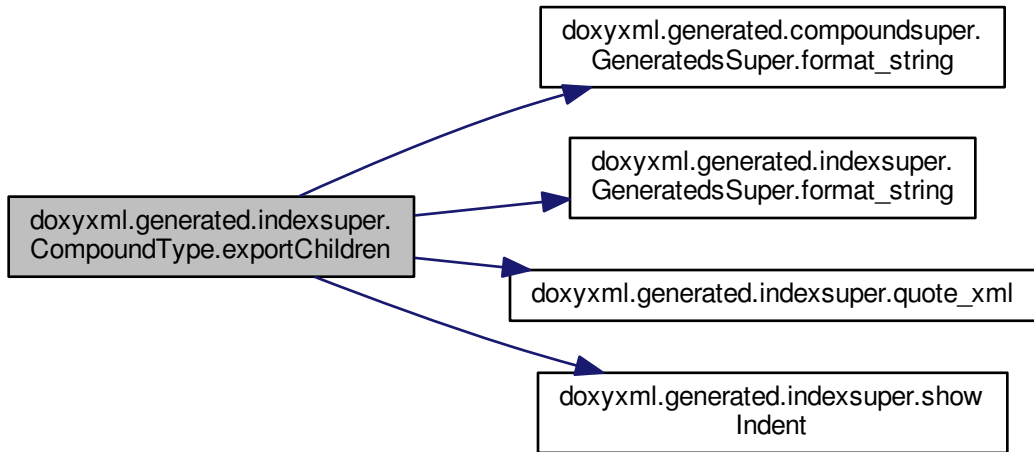 doxyxml.generated.compoundsuper.
GeneratedsSuper.format_string
doxyxml.generated.indexsuper.
GeneratedsSuper.format_string
doxyxml.generated.indexsuper.
CompoundType.exportChildren
doxyxml.generated.indexsuper.quote_xml
doxyxml.generated.indexsuper.show
Indent